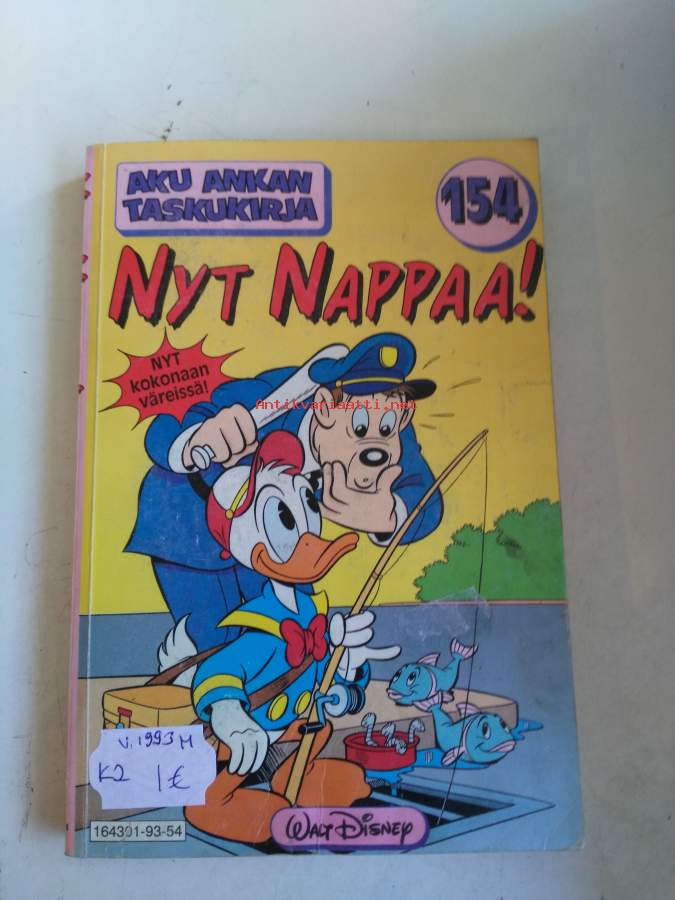 AKU ANKAN
TASKUKIRJA
154
NYT NAPPAA!
NYT
kokonaan
väreissä!
Antikvariaatti.net
V. 1993 M
K2 1€
164301-93-54
WALT DISNEY